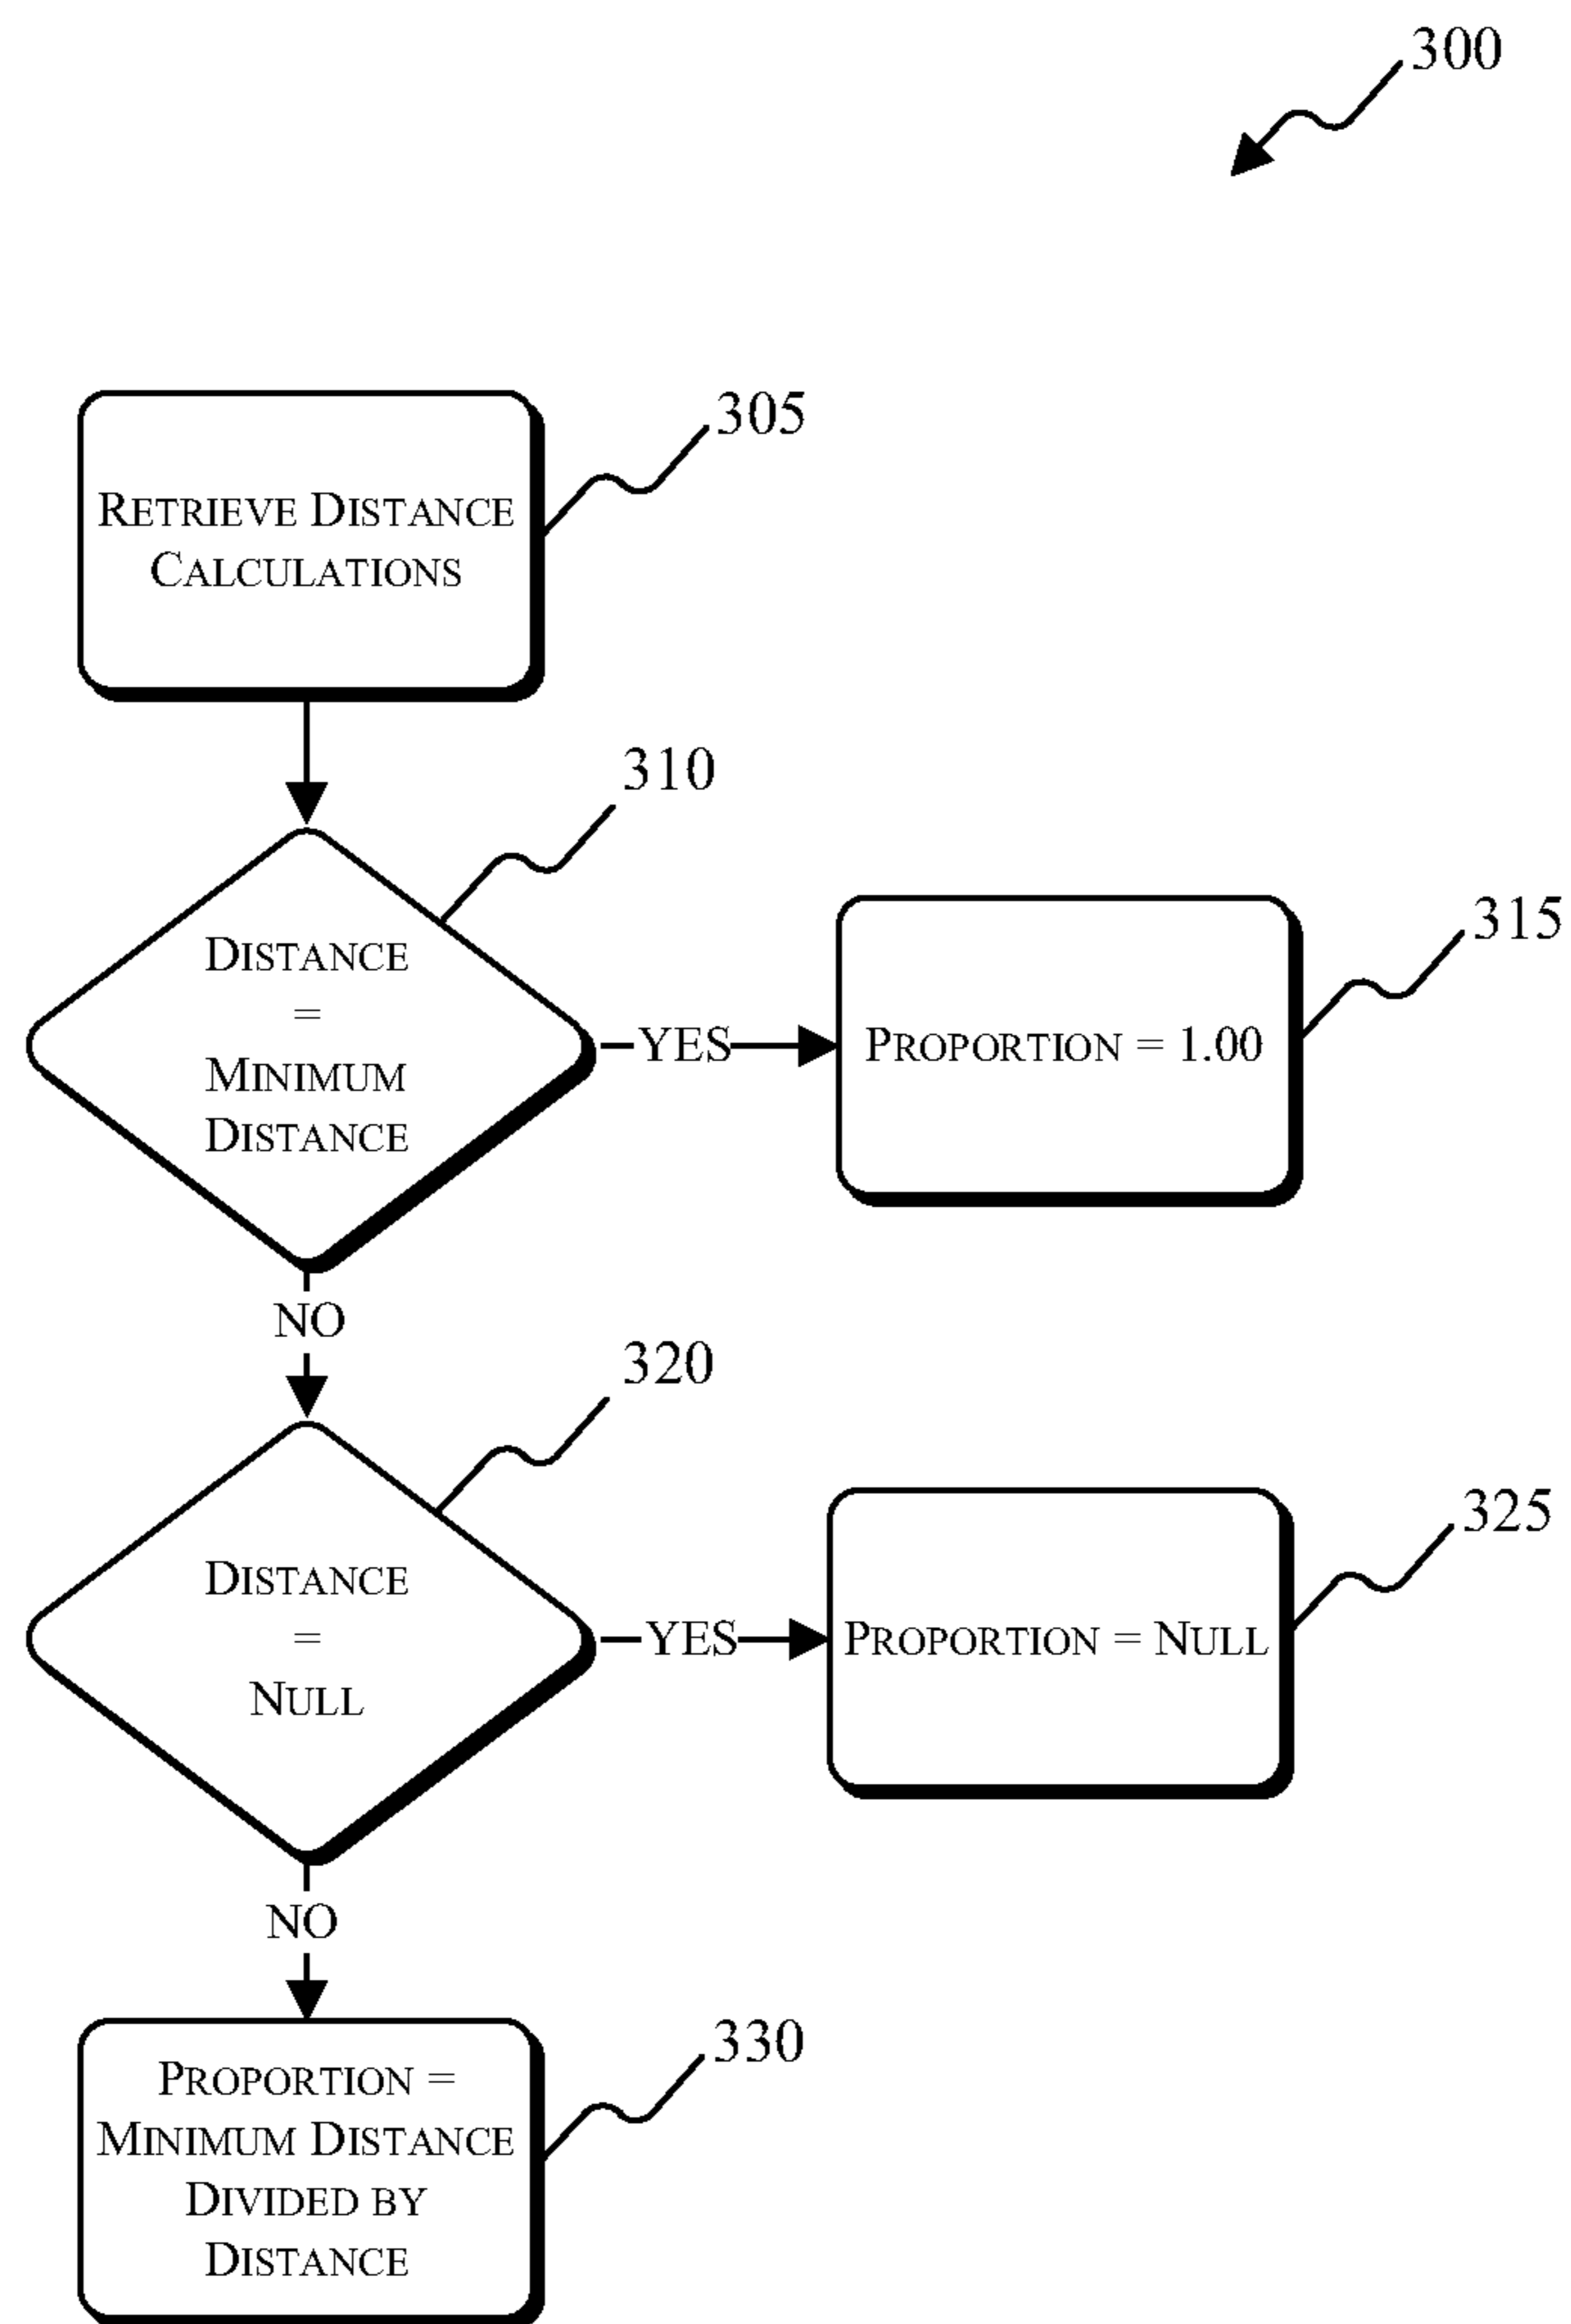 300
305
Retrieve Distance
Calculations
310
Distance
=
Minimum
Distance
YES
315
Proportion = 1.00
NO
320
Distance
=
Null
YES
325
Proportion = Null
NO
330
Proportion =
Minimum Distance
Divided by
Distance